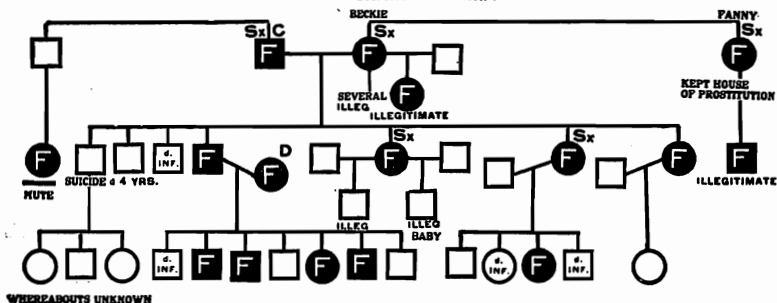 BECKIE FANNY
Sx C Sx Sx
F F F
SEVERAL F KEPT HOUSE
ILLEG ILLEGITIMATE OF PROSTITUTION
Sx Sx
F d. INF. F F D F F F F
MUTE SUICIDE d 4 YRS. ILLEGITIMATE
ILLEG ILLEG
BABY
d. INF. F F F F d. INF. F d. INF.
WHEREABOUTS UNKNOWN